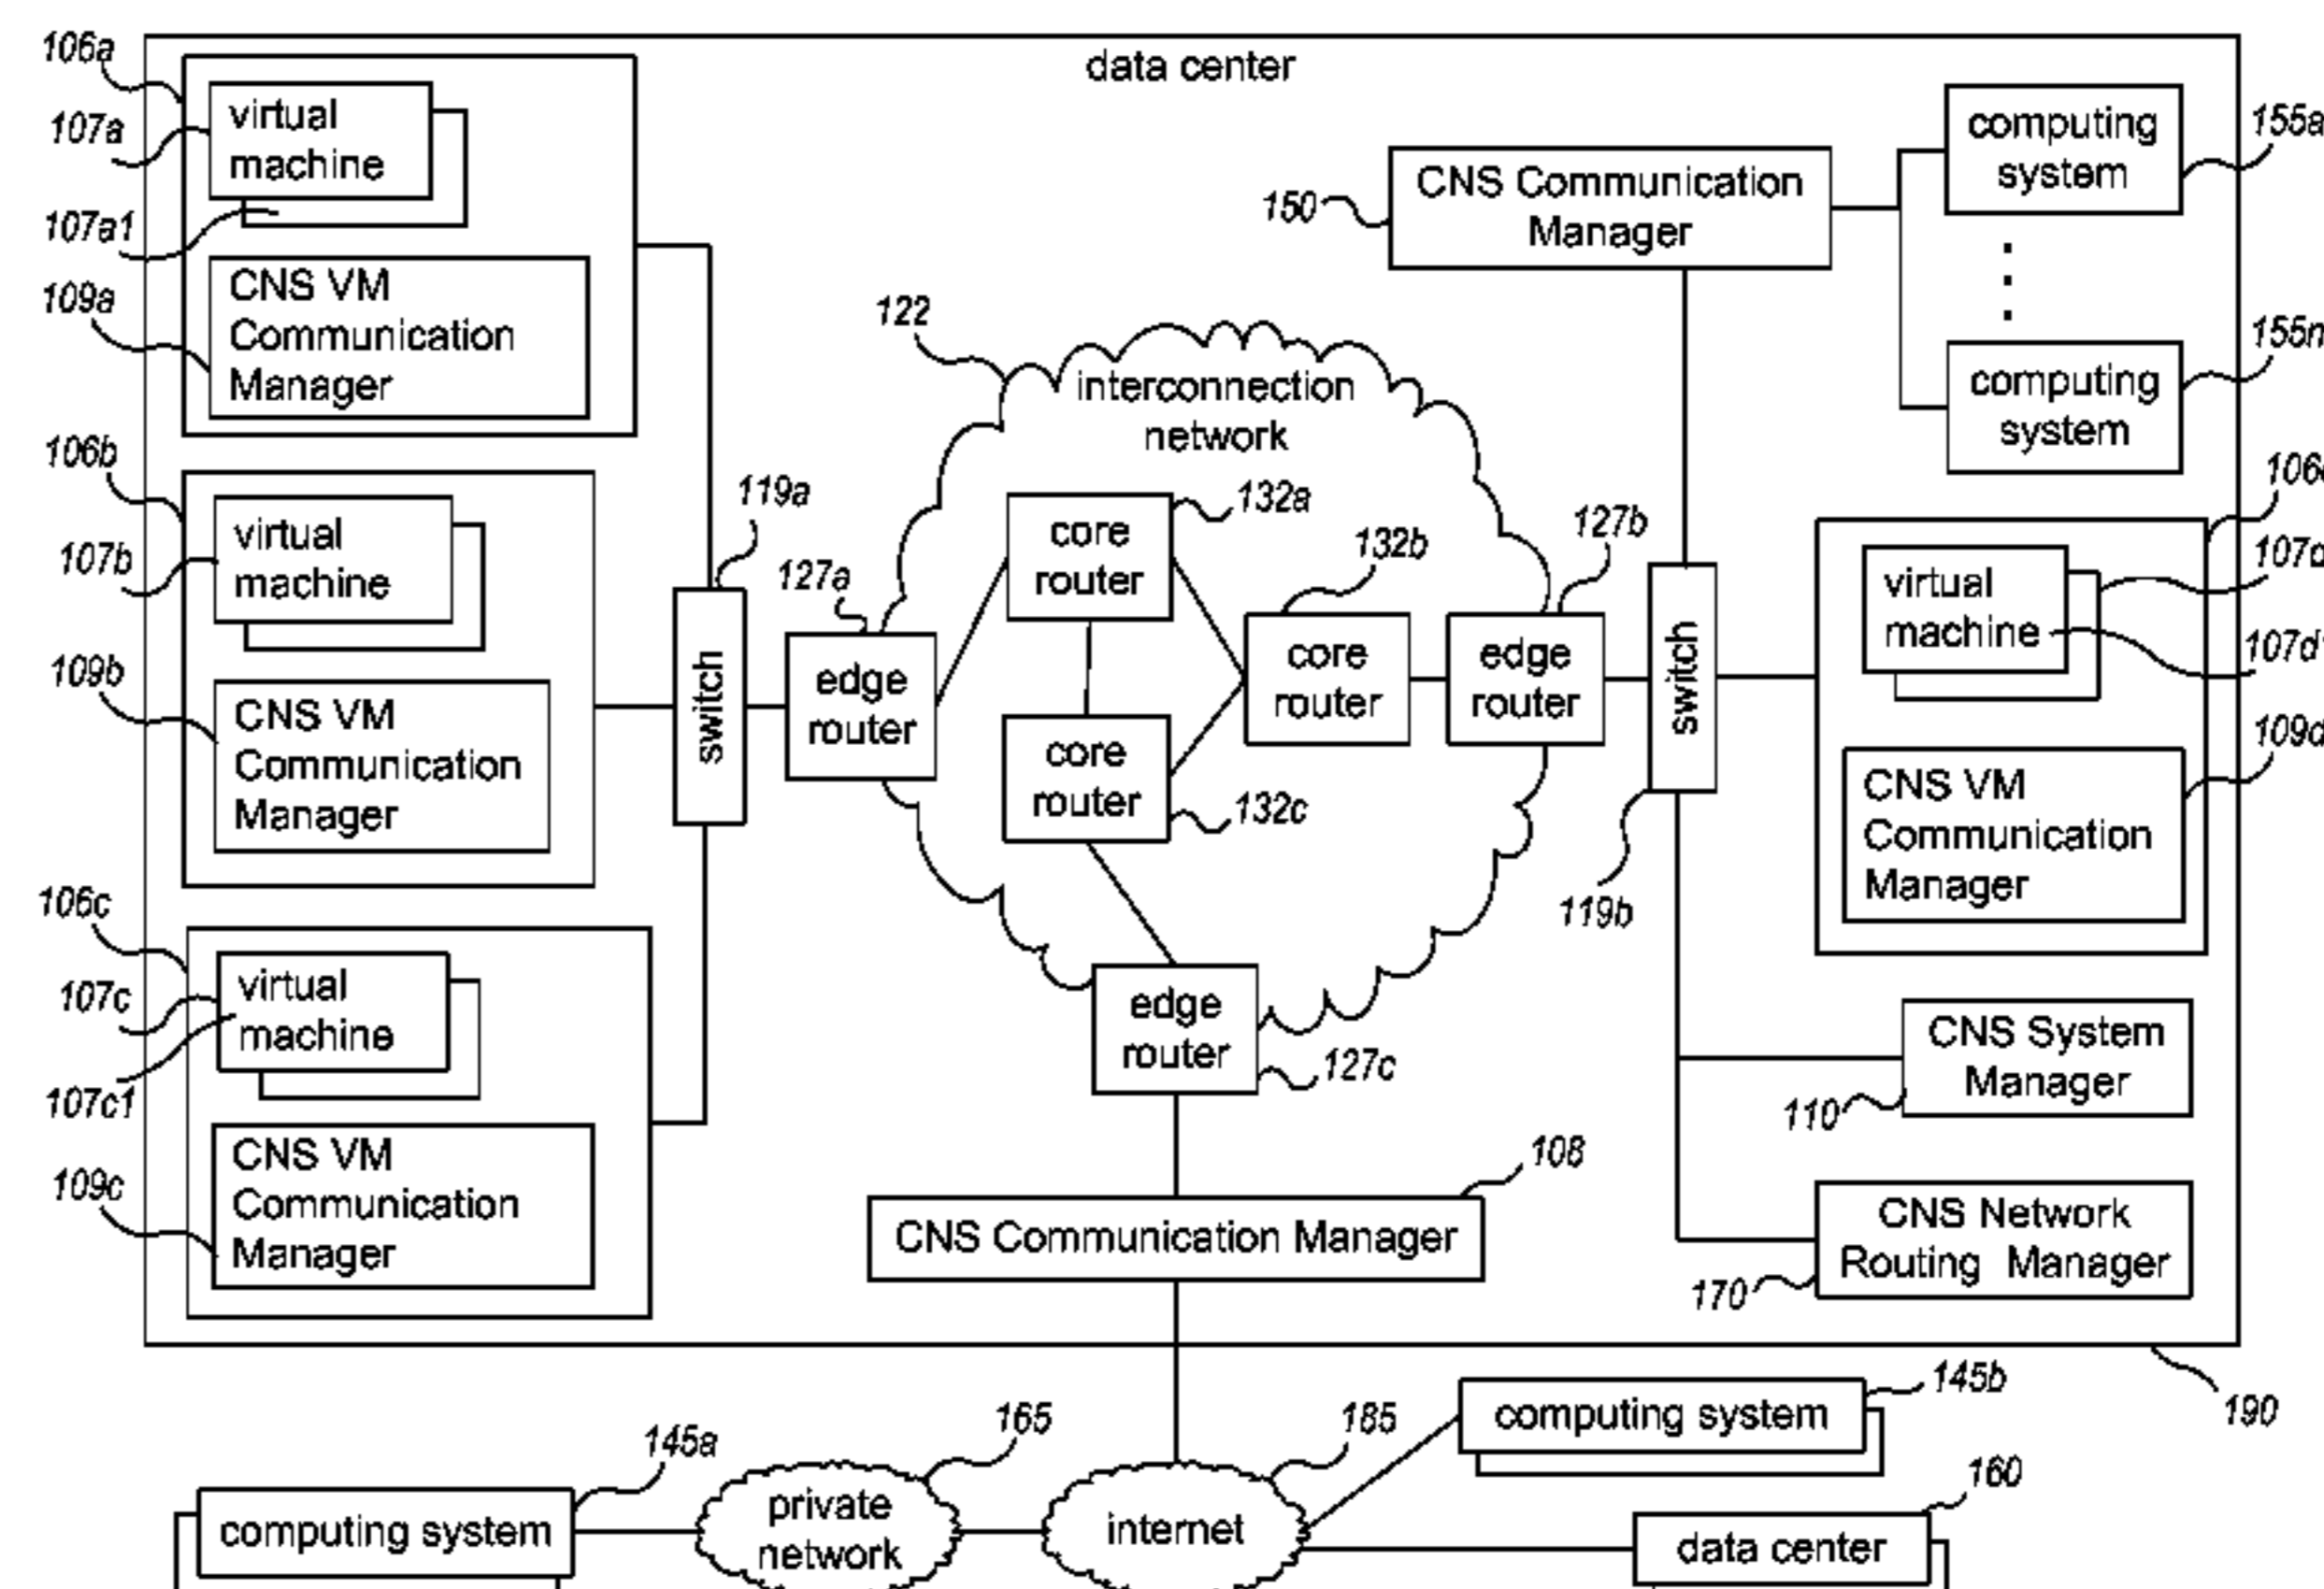 data center
106a
107a
virtual
machine
107a1
109a
CNS VM
Communication
Manager
106b
107b
virtual
machine
109b
CNS VM
Communication
Manager
106c
107c
virtual
machine
107c1
109c
CNS VM
Communication
Manager
119a
switch
127a
edge
router
122
interconnection
network
132a
core
router
132b
core
router
132c
core
router
127b
edge
router
127c
edge
router
119b
switch
150
CNS Communication
Manager
155a
computing
system
155n
computing
system
106
107d
virtual
machine
107d
109d
CNS VM
Communication
Manager
110
CNS System
Manager
170
CNS Network
Routing Manager
108
CNS Communication Manager
190
145a
computing system
165
private
network
185
internet
145b
computing system
160
data center